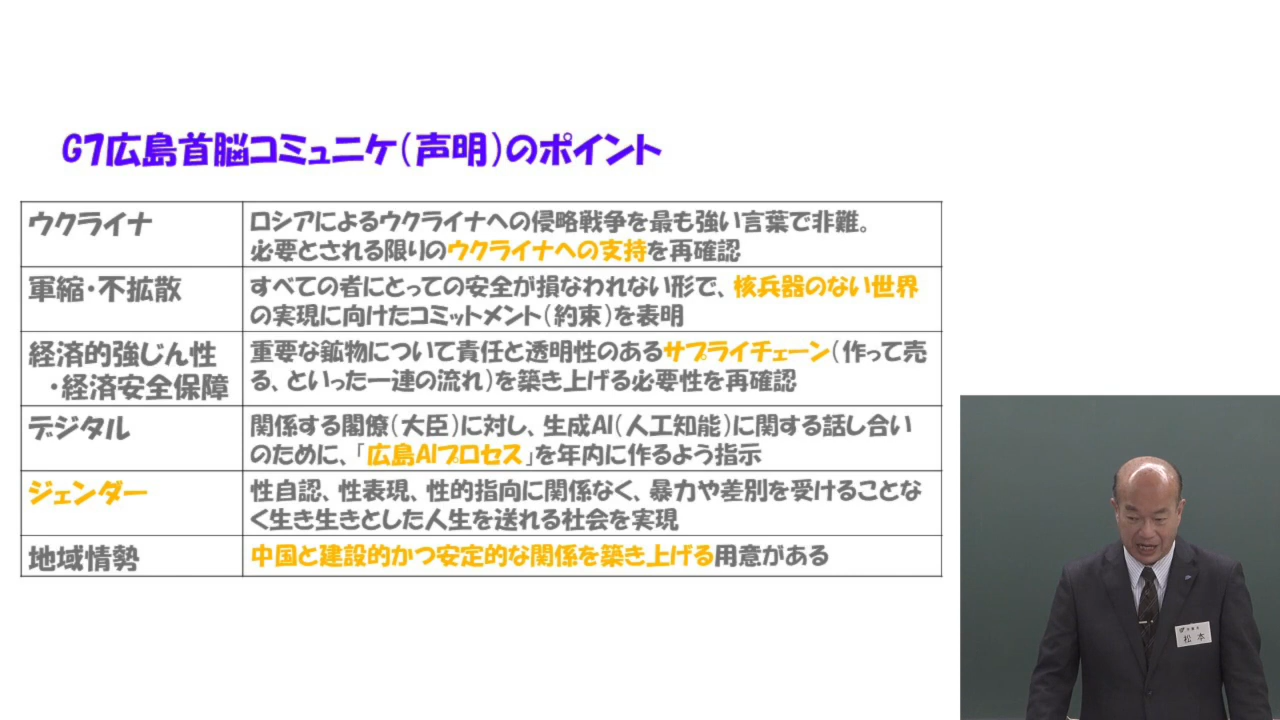 G7広島首脳コミュニケ(声明)のポイント
ウクライナ
ロシアによるウクライナへの侵略戦争を最も強い言葉で非難。
必要とされる限りのウクライナへの支持を再確認
軍縮・不拡散
すべての者にとっての安全が損なわれない形で、核兵器のない世界
の実現に向けたコミットメント(約束)を表明
経済的強じん性
・経済安全保障
重要な鉱物について責任と透明性のあるサプライチェーン(作って売
る、といった一連の流れ)を築き上げる必要性を再確認
デジタル
関係する閣僚(大臣)に対し、生成AI(人工知能)に関する話し合い
のために、「広島AIプロセス」を年内に作るよう指示
ジェンダー
性自認、性表現、性的指向に関係なく、暴力や差別を受けることな
く生き生きとした人生を送れる社会を実現
地域情勢
中国と建設的かつ安定的な関係を築き上げる用意がある
松本